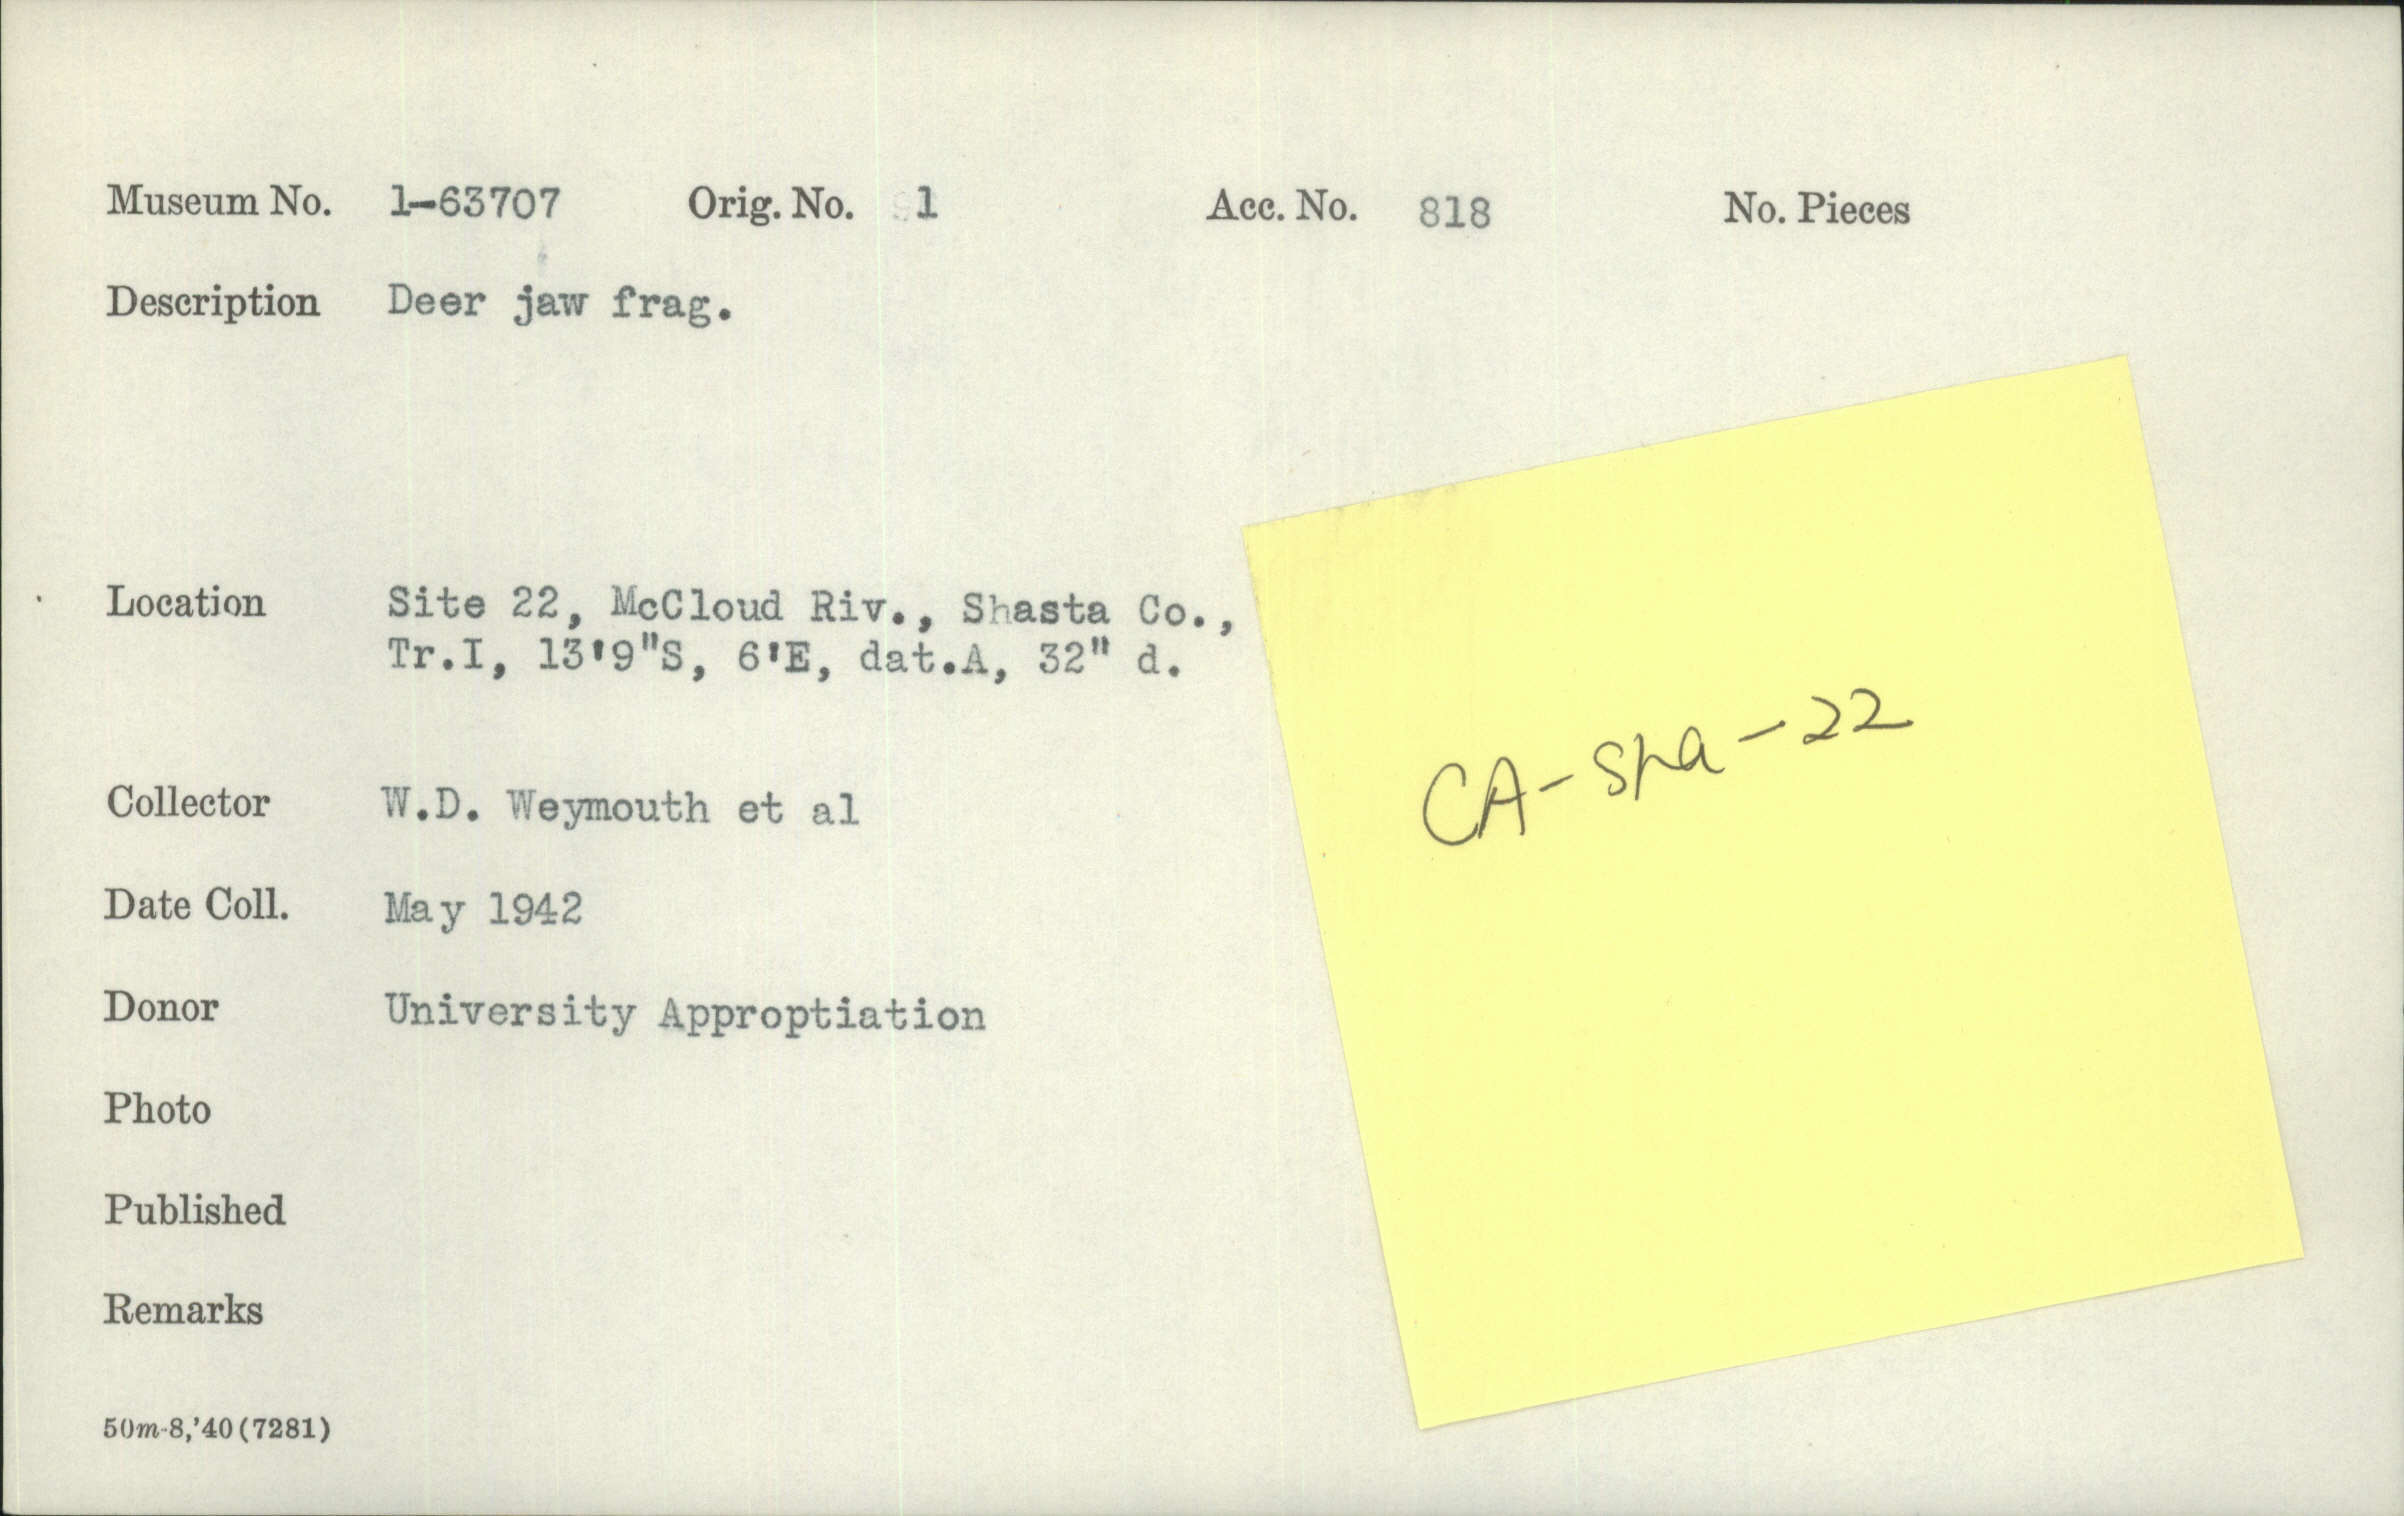 Museum No. 1-63707 Orig. No. 1 Acc. No. 818 No. Pieces
Description Deer jaw frag.
Location Site 22, McCloud Riv., Shasta Co.,
Tr.I, 13'9"S, 6'E, dat.A, 32" d.
CA-Sha-22
Collector W.D. Weymouth et al
Date Coll. May 1942
Donor University Approptiation
Photo
Published
Remarks
50m-8,'40(7281)